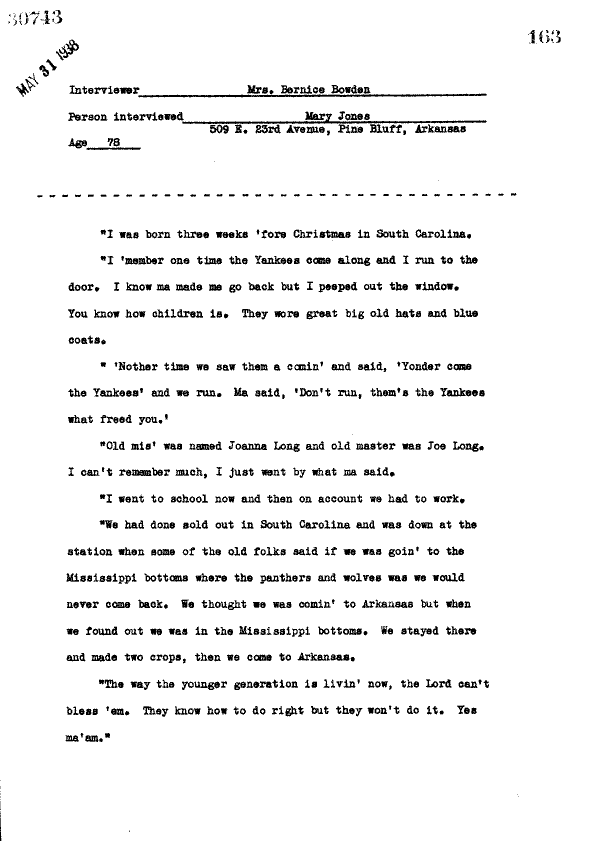 30743
163
MAY 31 1938
Interviewer Mrs. Bernice Bowden
Person interviewed Mary Jones
509 E. 23rd Avenue, Pine Bluff, Arkansas
Age 78
"I was born three weeks 'fore Christmas in South Carolina.
"I 'member one time the Yankees come along and I run to the
door. I know ma made me go back but I peeped out the window.
You know how children is. They wore great big old hats and blue
coats.
" 'Nother time we saw them a comin' and said, 'Yonder come
the Yankees' and we run. Ma said, 'Don't run, them's the Yankees
what freed you.'
"Old mis' was named Joanna Long and old master was Joe Long.
I can't remember much, I just went by what ma said.
"I went to school now and then on account we had to work.
"We had done sold out in South Carolina and was down at the
station when some of the old folks said if we was goin' to the
Mississippi bottoms where the panthers and wolves was we would
never come back. We thought we was comin' to Arkansas but when
we found out we was in the Mississippi bottoms. We stayed there
and made two crops, then we come to Arkansas.
"The way the younger generation is livin' now, the Lord can't
bless 'em. They know how to do right but they won't do it. Yes
ma'am."